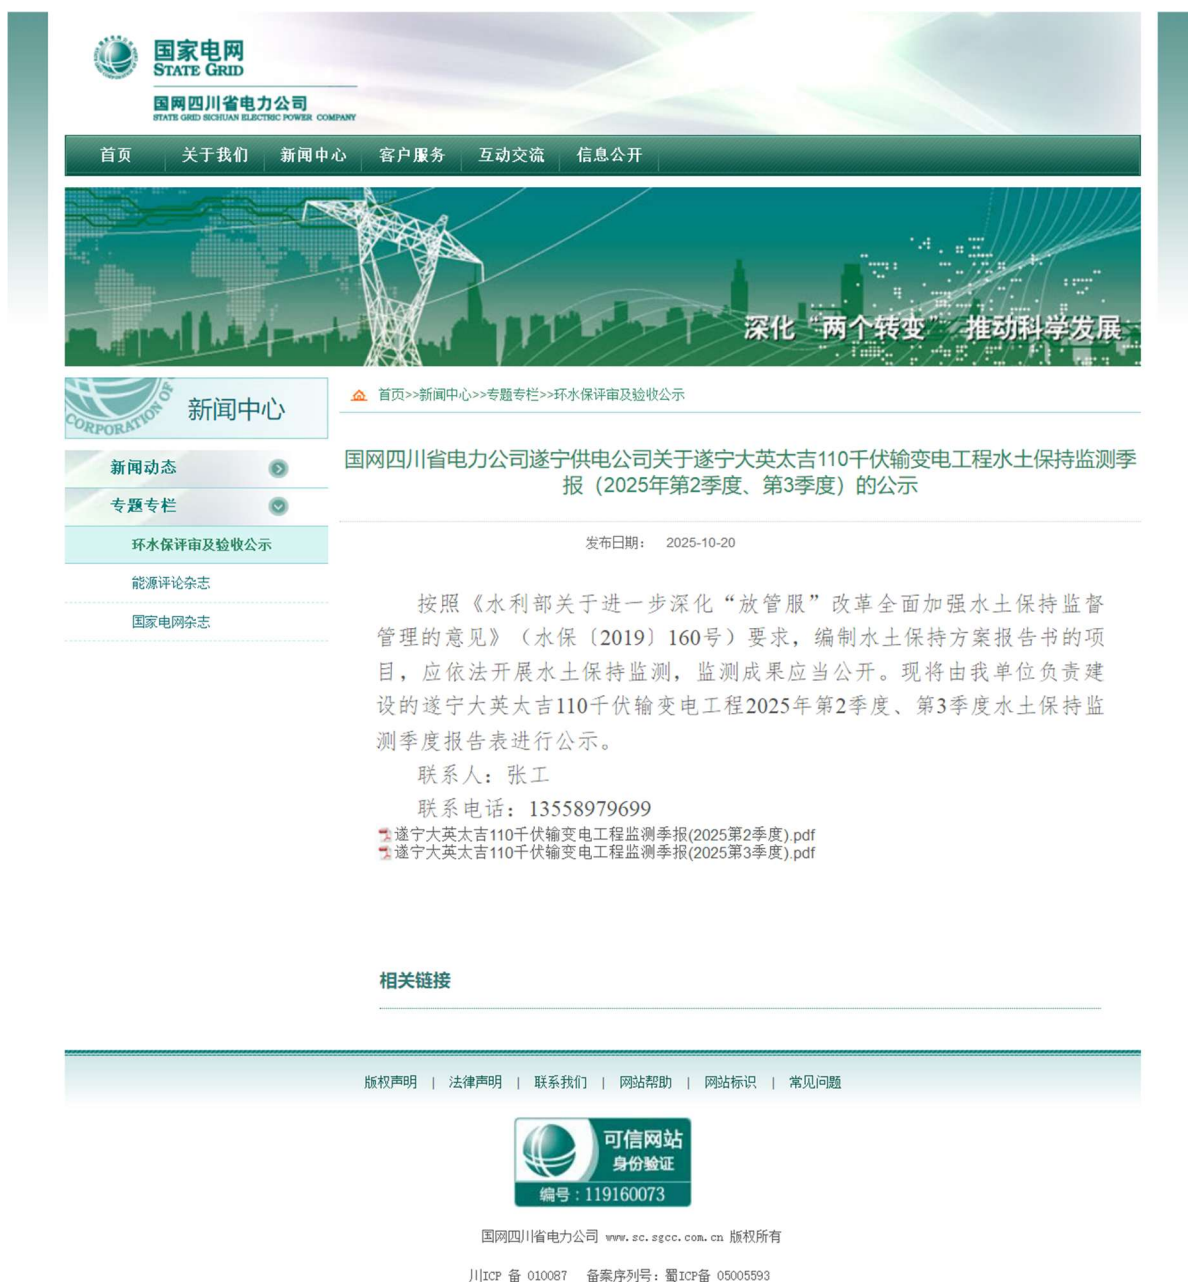 国家电网
STATE GRID
国网四川省电力公司
STATE GRID SICHUAN ELECTRIC POWER COMPANY
首页 关于我们 新闻中心 客户服务 互动交流 信息公开
深化“两个转变” 推动科学发展
CORPORATION OF
新闻中心
新闻动态
专题专栏
环水保评审及验收公示
能源评论杂志
国家电网杂志
首页>>新闻中心>>专题专栏>>环水保评审及验收公示
国网四川省电力公司遂宁供电公司关于遂宁大英太吉110千伏输变电工程水土保持监测季
报（2025年第2季度、第3季度）的公示
发布日期： 2025-10-20
按照《水利部关于进一步深化“放管服”改革全面加强水土保持监督
管理的意见》（水保〔2019〕160号）要求，编制水土保持方案报告书的项
目，应依法开展水土保持监测，监测成果应当公开。现将由我单位负责建
设的遂宁大英太吉110千伏输变电工程2025年第2季度、第3季度水土保持监
测季度报告表进行公示。
联系人：张工
联系电话：13558979699
遂宁大英太吉110千伏输变电工程监测季报(2025第2季度).pdf
遂宁大英太吉110千伏输变电工程监测季报(2025第3季度).pdf
相关链接
版权声明 | 法律声明 | 联系我们 | 网站帮助 | 网站标识 | 常见问题
可信网站
身份验证
编号：119160073
国网四川省电力公司 www.sc.sgcc.com.cn 版权所有
川ICP 备 010087 备案序列号：蜀ICP备 05005593